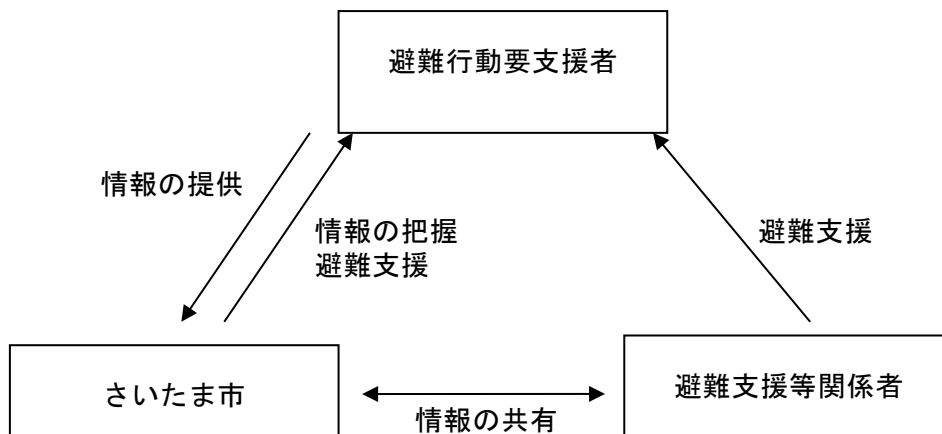 避難行動要支援者
情報の提供
情報の把握
避難支援
避難支援
さいたま市
避難支援等関係者
情報の共有